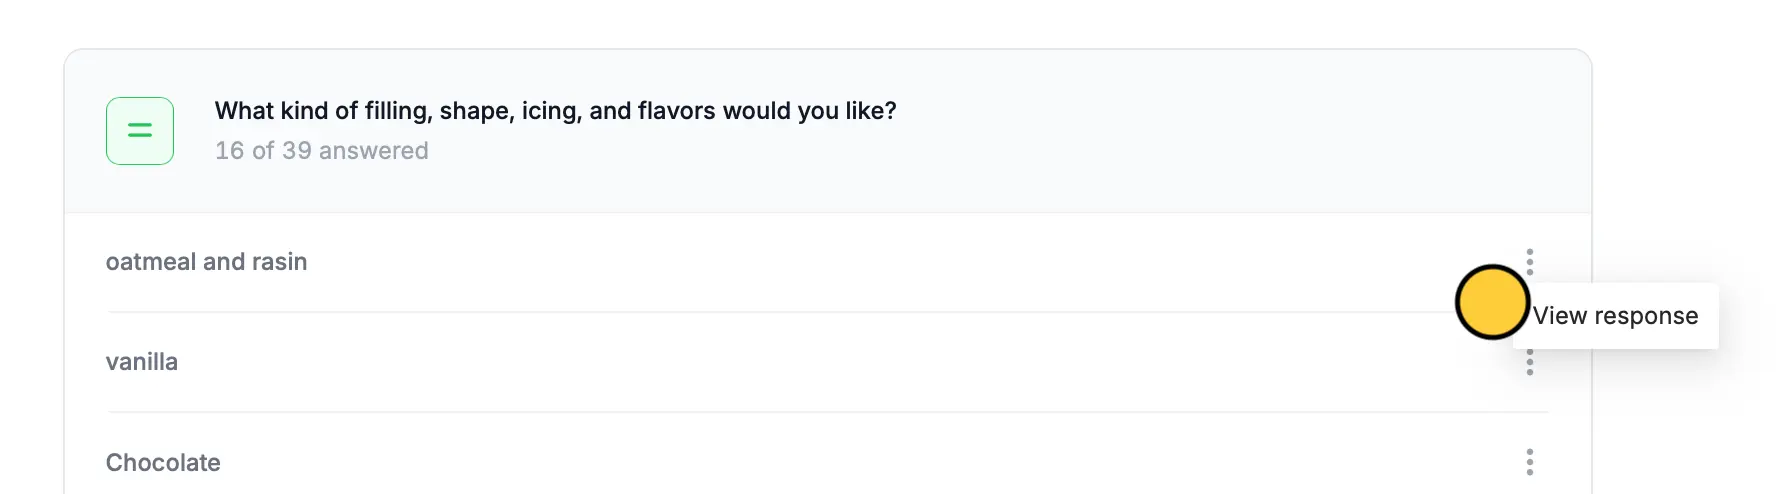 What kind of filling, shape, icing, and flavors would you like?
16 of 39 answered
oatmeal and rasin
View response
vanilla
Chocolate